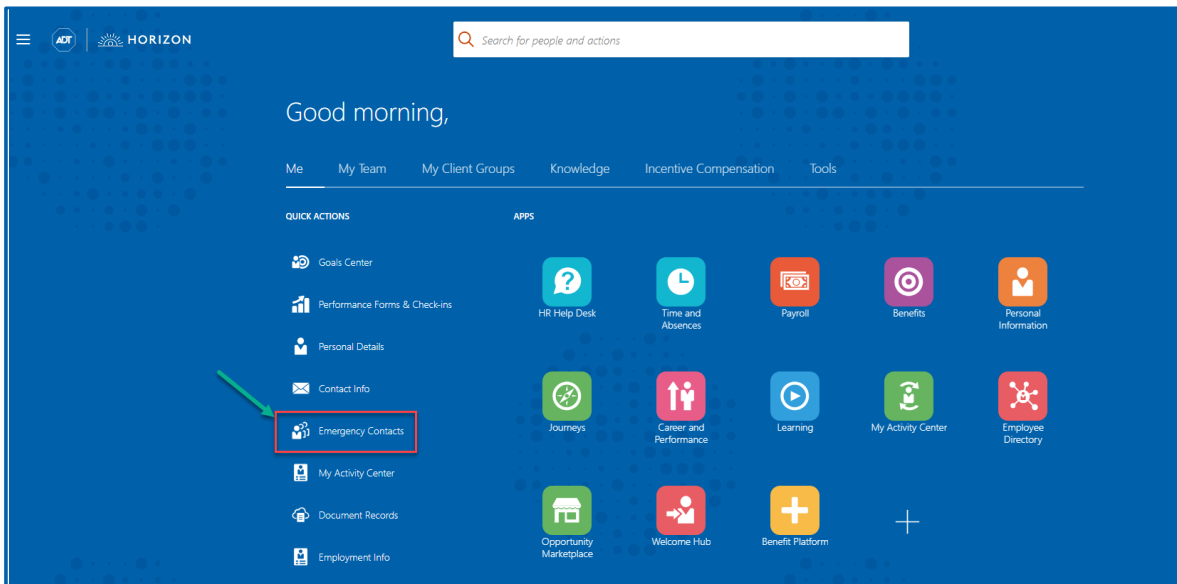 ADT HORIZON
Search for people and actions
Good morning,
Me My Team My Client Groups Knowledge Incentive Compensation Tools
QUICK ACTIONS
Goals Center
Performance Forms & Check-ins
Personal Details
Contact Info
Emergency Contacts
My Activity Center
Document Records
Employment Info
APPS
HR Help Desk
Time and
Absences
Payroll
Benefits
Personal
Information
Journeys
Career and
Performance
Learning
My Activity Center
Employee
Directory
Opportunity
Marketplace
Welcome Hub
Benefit Platform